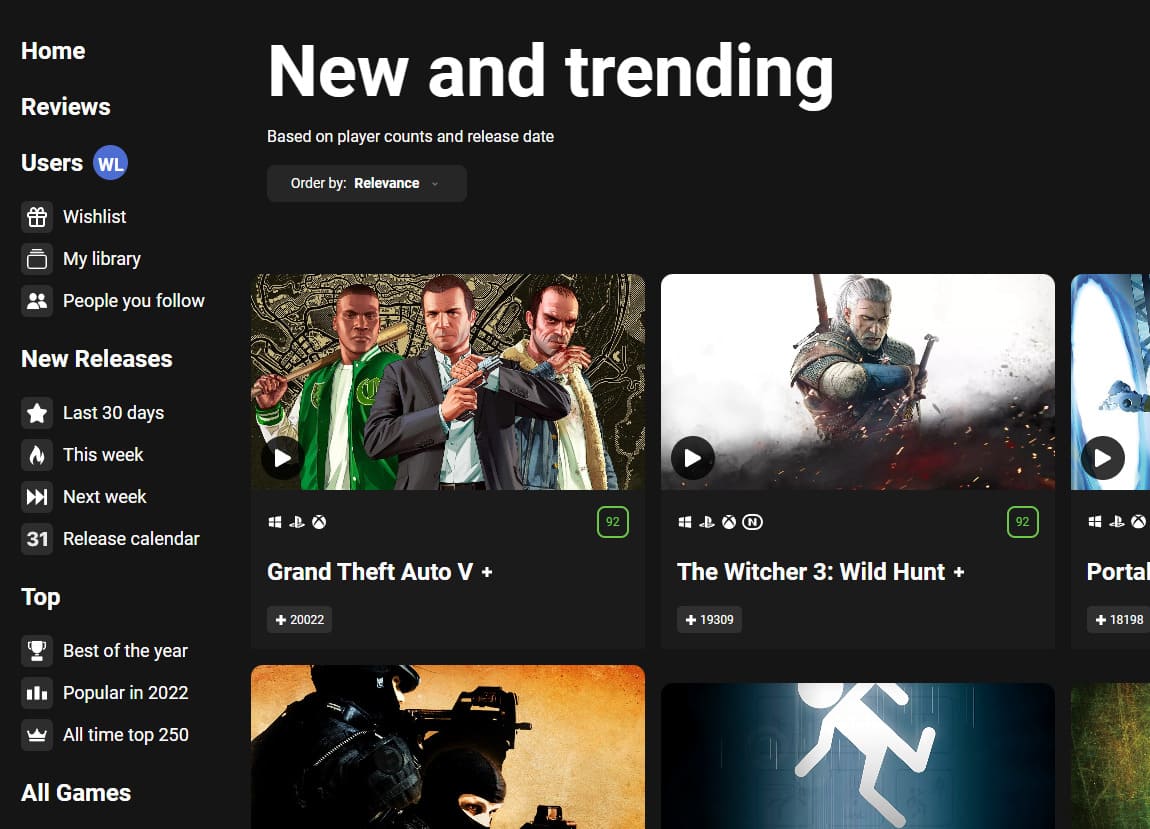 Home
Reviews
Users WL
Wishlist
My library
People you follow
New Releases
Last 30 days
This week
Next week
31 Release calendar
Top
Best of the year
Popular in 2022
All time top 250
All Games
New and trending
Based on player counts and release date
Order by: Relevance
92
Grand Theft Auto V +
+ 20022
N
92
The Witcher 3: Wild Hunt +
+ 19309
Portal
+ 18198